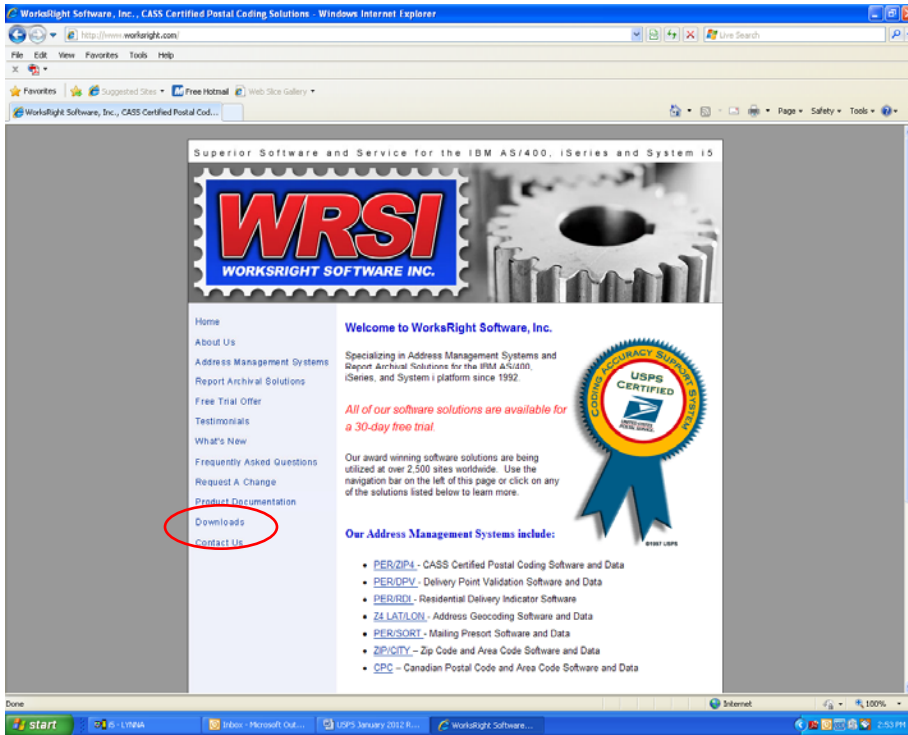 WorksRight Software, Inc., CASS Certified Postal Coding Solutions - Windows Internet Explorer
http://www.worksright.com/
Live Search
File Edit View Favorites Tools Help
Favorites Suggested Sites Free Hotmail Web Slice Gallery
WorksRight Software, Inc., CASS Certified Postal Cod...
Page Safety Tools
Superior Software and Service for the IBM AS/400, iSeries and System i5
WRSI
WORKSRIGHT SOFTWARE INC.
Home
About Us
Address Management Systems
Report Archival Solutions
Free Trial Offer
Testimonials
What's New
Frequently Asked Questions
Request A Change
Product Documentation
Downloads
Contact Us
Welcome to WorksRight Software, Inc.
Specializing in Address Management Systems and
Report Archival Solutions for the IBM AS/400,
iSeries, and System i platform since 1992.
All of our software solutions are available for
a 30-day free trial.
Our award winning software solutions are being
utilized at over 2,500 sites worldwide. Use the
navigation bar on the left of this page or click on any
of the solutions listed below to learn more.
CODING ACCURACY SUPPORT SYSTEM
USPS
CERTIFIED
UNITED STATES
POSTAL SERVICE
©1997 USPS
Our Address Management Systems include:
• PER/ZIP4 - CASS Certified Postal Coding Software and Data
• PER/DPV - Delivery Point Validation Software and Data
• PER/RDI - Residential Delivery Indicator Software
• Z4 LAT/LON - Address Geocoding Software and Data
• PER/SORT - Mailing Presort Software and Data
• ZIP/CITY – Zip Code and Area Code Software and Data
• CPC – Canadian Postal Code and Area Code Software and Data
Done
Internet
100%
start
i5 - LYNNA
Inbox - Microsoft Out...
USPS January 2012 R...
WorksRight Software...
2:53 PM